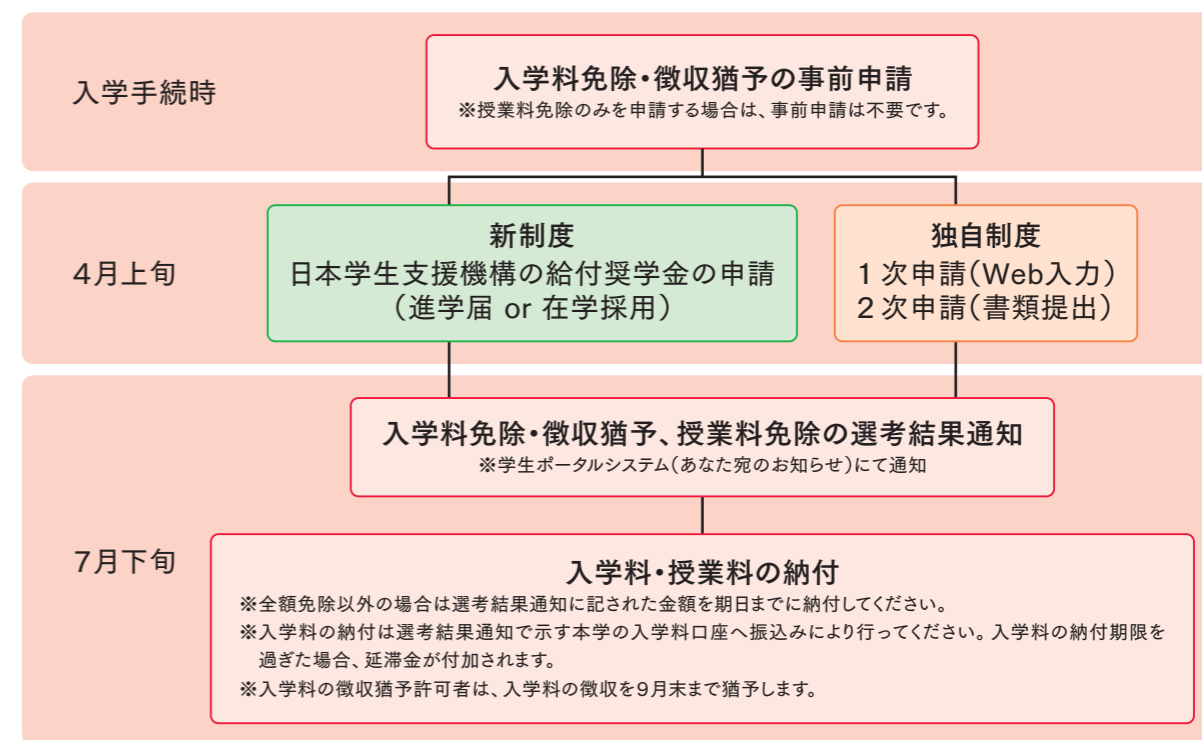 入学手続時
入学料免除・徴収猶予の事前申請
※授業料免除のみを申請する場合は、事前申請は不要です。
4月上旬
新制度
日本学生支援機構の給付奨学金の申請
（進学届 or 在学採用）
独自制度
1次申請（Web入力）
2次申請（書類提出）
7月下旬
入学料免除・徴収猶予、授業料免除の選考結果通知
※学生ポータルシステム（あなた宛のお知らせ）にて通知
入学料・授業料の納付
※全額免除以外の場合は選考結果通知に記された金額を期日までに納付してください。
※入学料の納付は選考結果通知で示す本学の入学料口座へ振込みにより行ってください。入学料の納付期限を
過ぎた場合、延滞金が付加されます。
※入学料の徴収猶予許可者は、入学料の徴収を9月末まで猶予します。